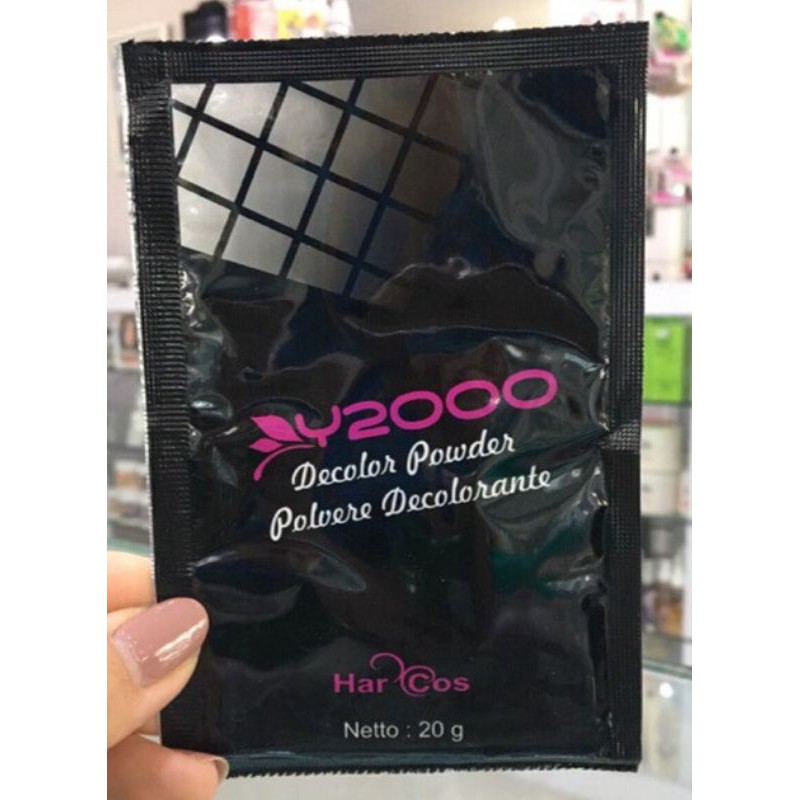 Y2000
Decolor Powder
Polvere Decolorante
Har Cos
Netto : 20 g